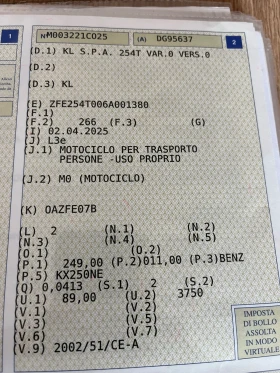 1
N M003221CO25
(A) DG95637
2
(D.1) KL S.P.A. 254T VAR.0 VERS.0
(D.2)
(D.3) KL
(E) ZFE254T006A001380
(F.1)
(F.2) 266 (F.3) (G)
(I) 02.04.2025
(J) L3e
(J.1) MOTOCICLO PER TRASPORTO
PERSONE -USO PROPRIO
(J.2) M0 (MOTOCICLO)
(K) OAZFE07B
(L) 2 (N.1) (N.2)
(N.3) (N.4) (N.5)
(O.1) (O.2)
(P.1) 249,00 (P.2)011,00 (P.3)BENZ
(P.5) KX250NE
(Q) 0,0413 (S.1) 2 (S.2)
(U.1) 89,00 (U.2) 3750
(V.1) (V.2)
(V.3) (V.5)
(V.6) (V.7)
(V.9) 2002/51/CE-A
IMPOSTA
DI BOLLO
ASSOLTA
IN MODO
VIRTUALE